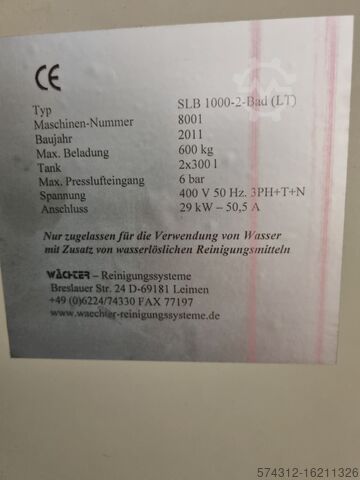 CE
Typ SLB 1000-2-Bad (LT)
Maschinen-Nummer 8001
Baujahr 2011
Max. Beladung 600 kg
Tank 2x300 l
Max. Presslufteingang 6 bar
Spannung 400 V 50 Hz. 3PH+T+N
Anschluss 29 kW – 50,5 A
Nur zugelassen für die Verwendung von Wasser
mit Zusatz von wasserlöslichen Reinigungsmitteln
WÄCHTER – Reinigungssysteme
Breslauer Str. 24 D-69181 Leimen
+49 (0)6224/74330 FAX 77197
www.waechter-reinigungssysteme.de
574312-16211326